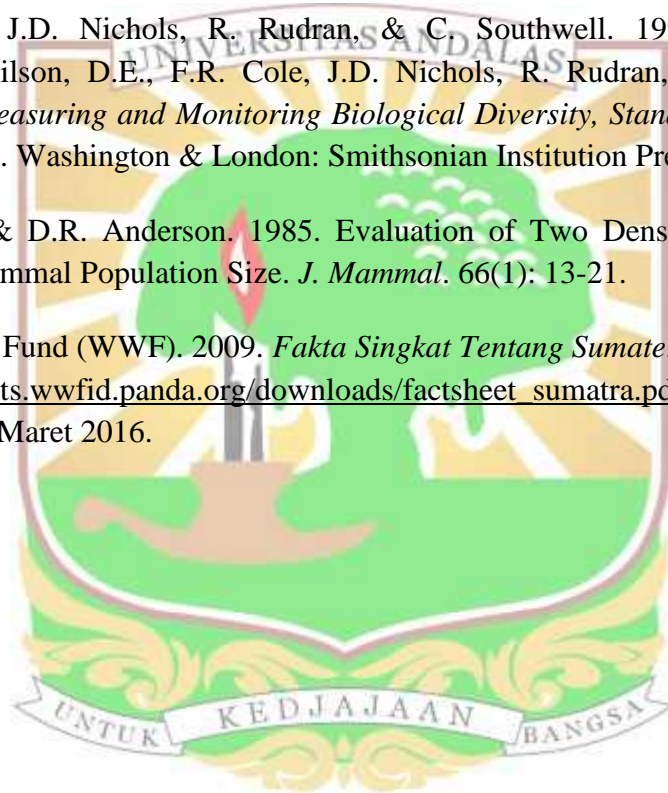 J.D. Nichols, R. Rudran, & C. Southwell. 19
UNIVERSITAS ANDALAS
ilson, D.E., F.R. Cole, J.D. Nichols, R. Rudran,
easuring and Monitoring Biological Diversity, Stan
. Washington & London: Smithsonian Institution Pre
& D.R. Anderson. 1985. Evaluation of Two Dens
mmal Population Size. J. Mammal. 66(1): 13-21.
Fund (WWF). 2009. Fakta Singkat Tentang Sumate
ts.wwfid.panda.org/downloads/factsheet_sumatra.pd
Maret 2016.
UNTUK KEDJAJAAN BANGSA